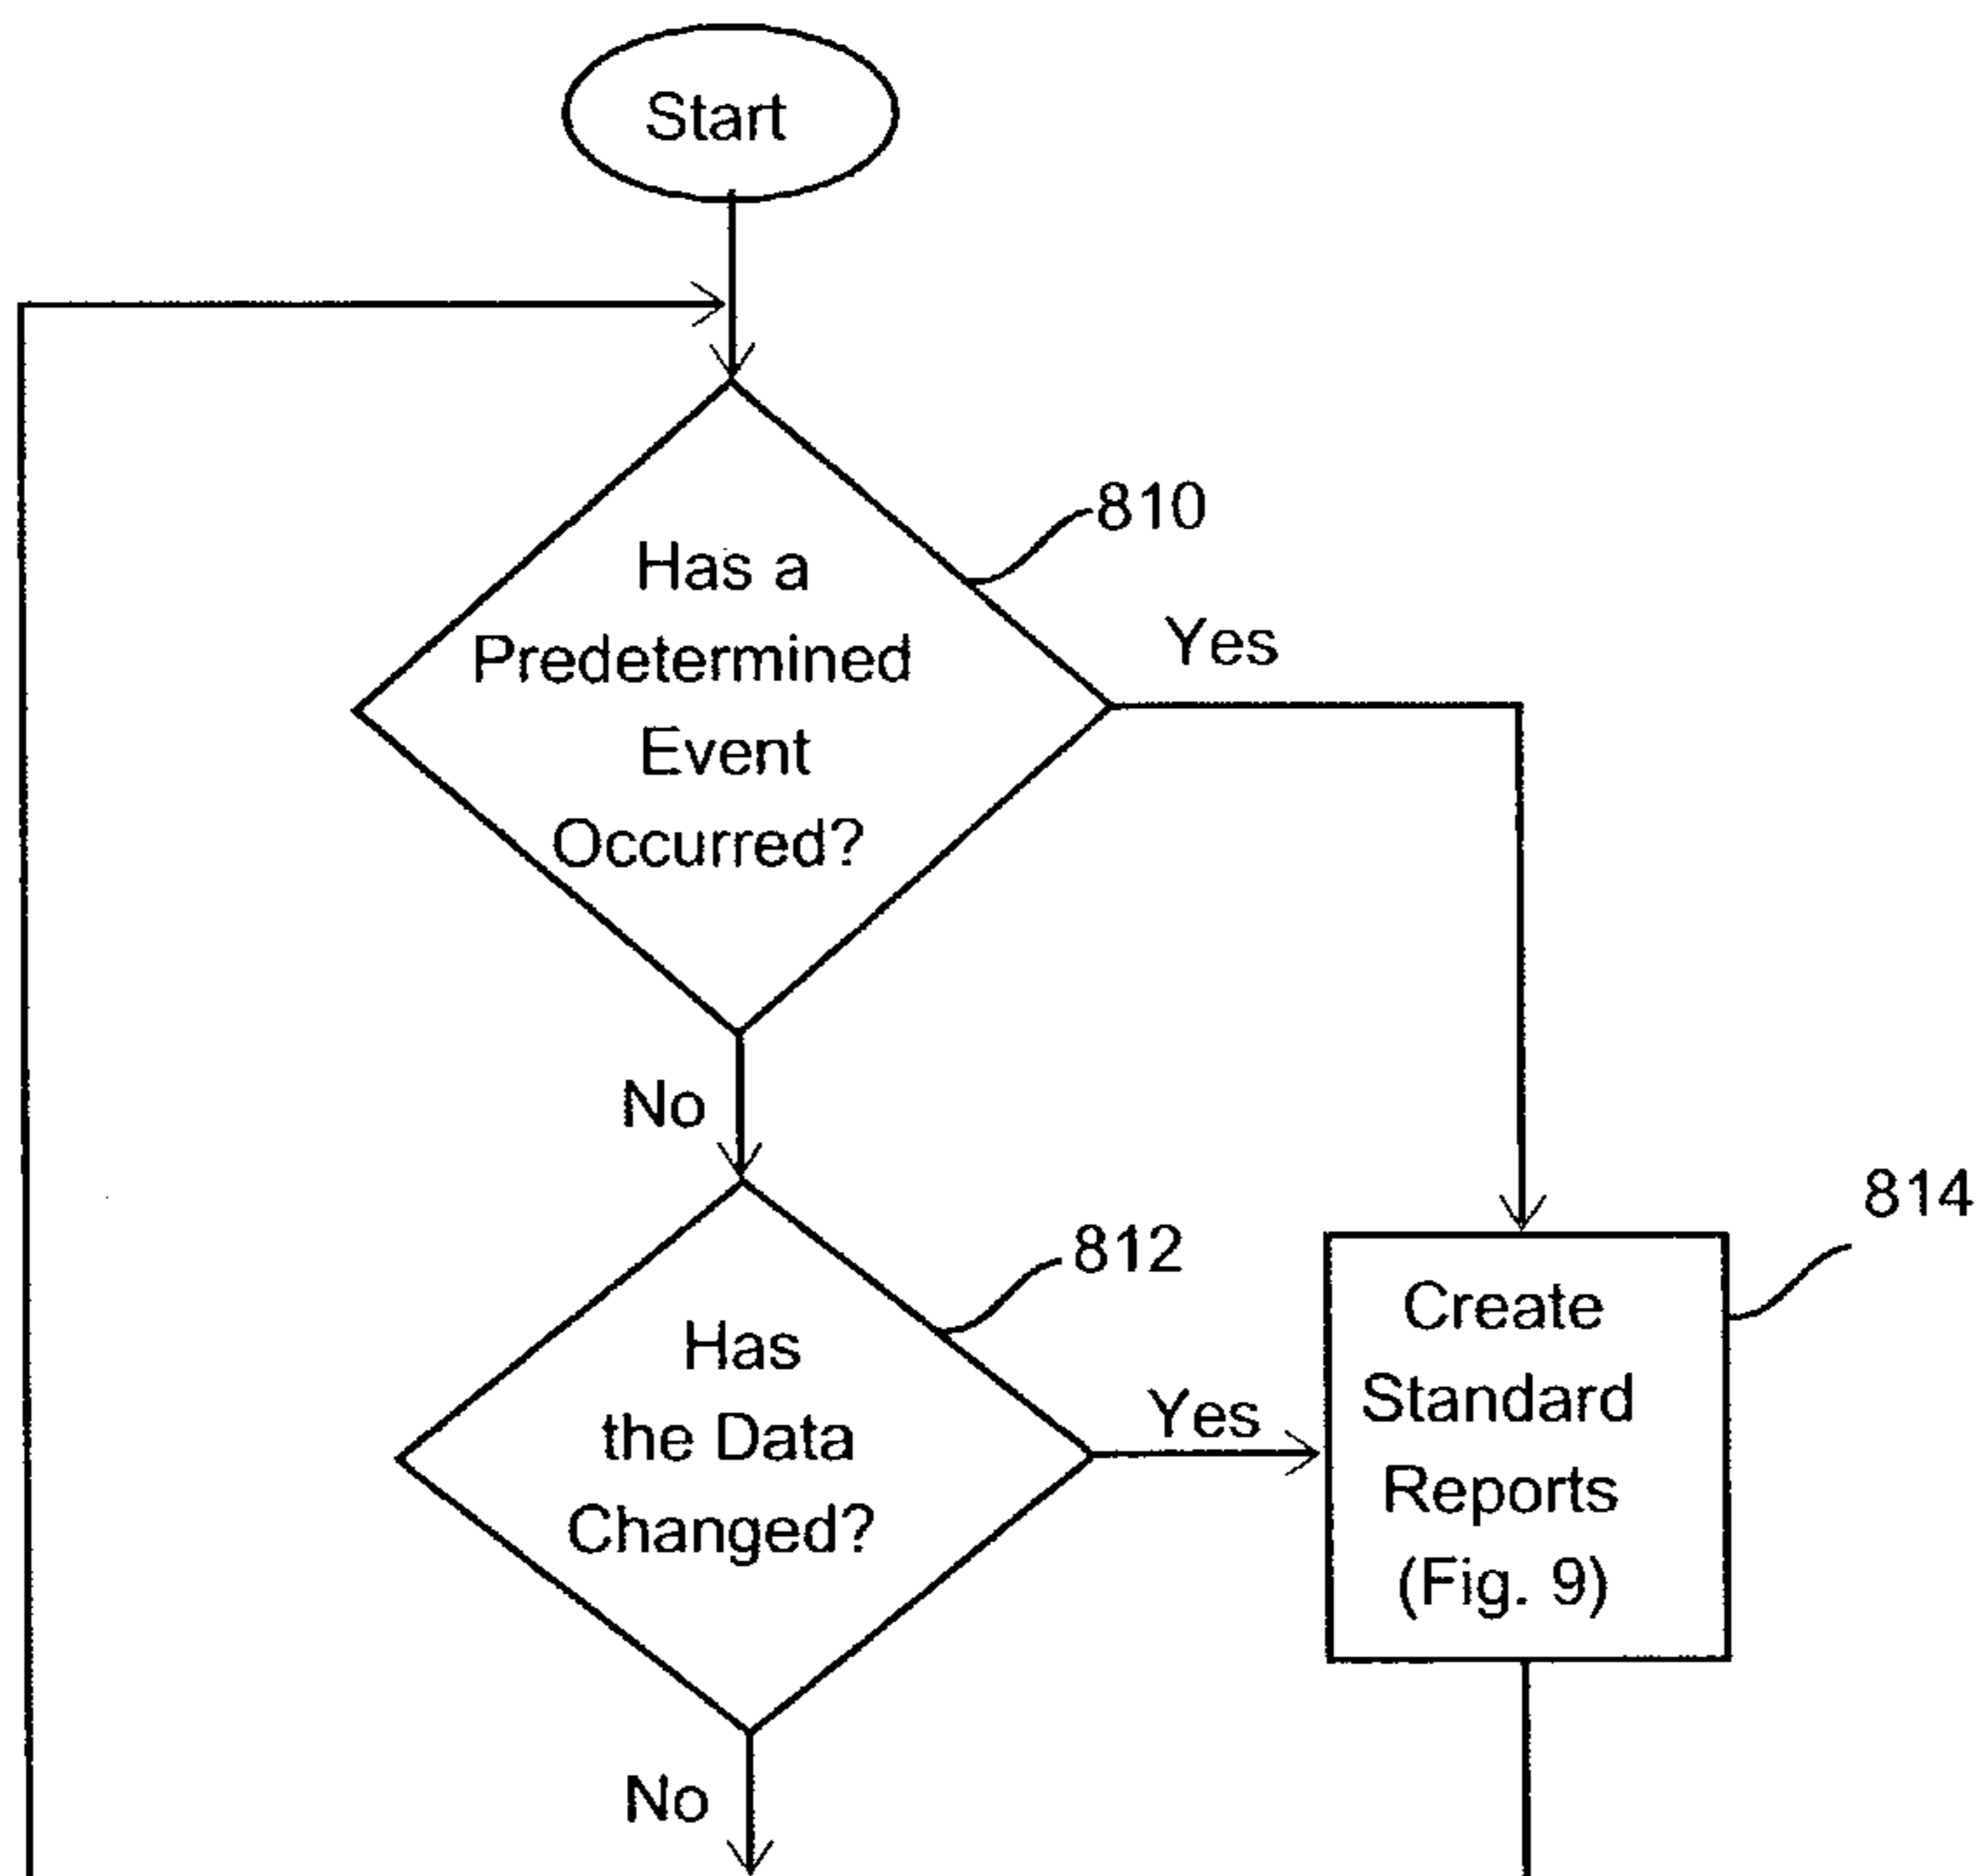 Start
810
Has a
Predetermined
Event
Occurred?
Yes
No
812
Has
the Data
Changed?
Yes
814
Create
Standard
Reports
(Fig. 9)
No